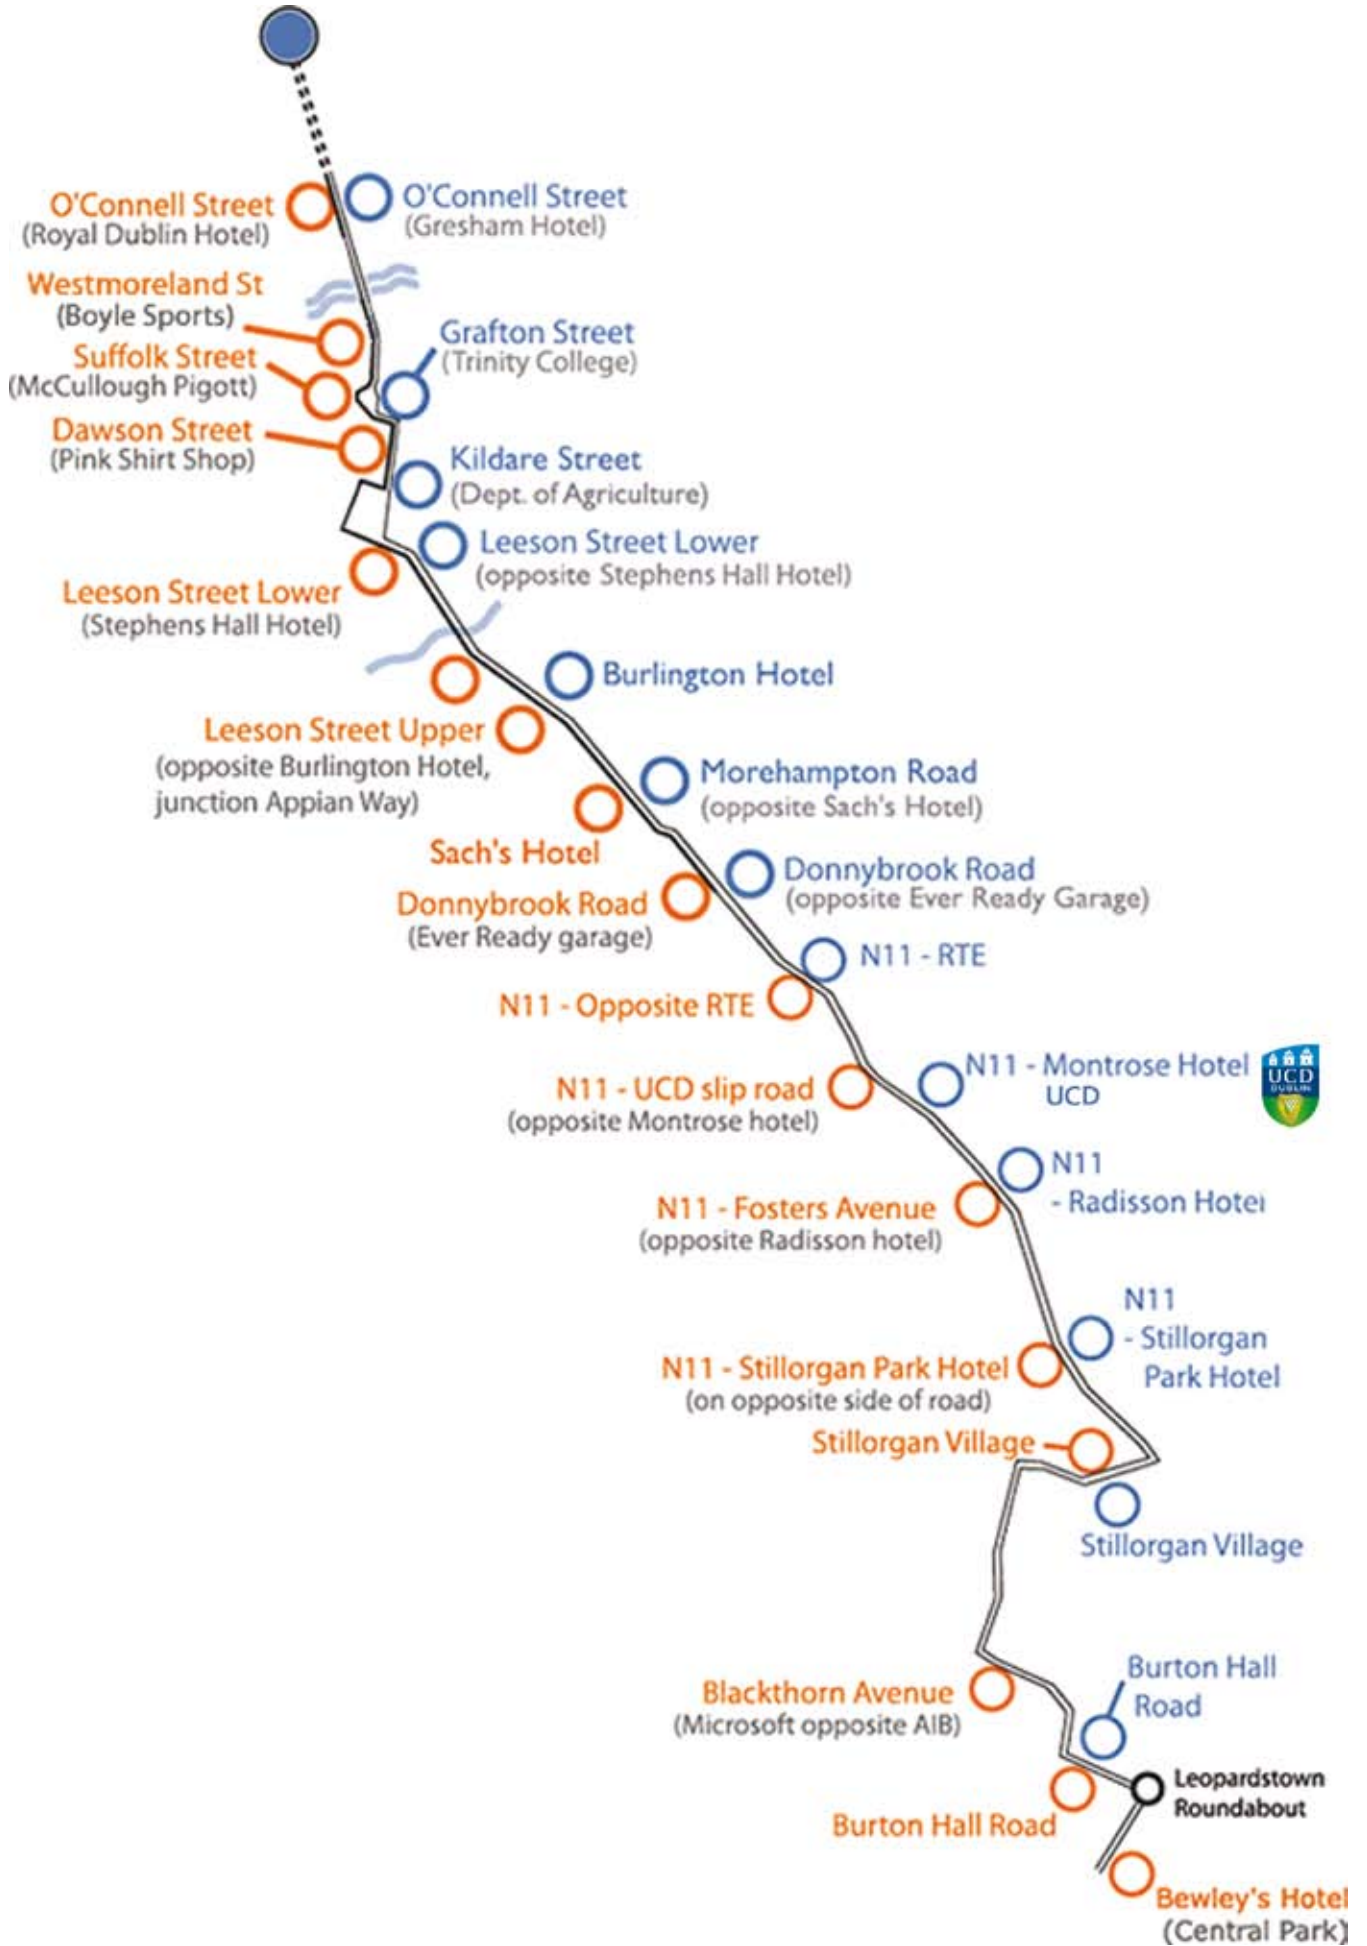 O'Connell Street
(Royal Dublin Hotel)
O'Connell Street
(Gresham Hotel)
Westmoreland St
(Boyle Sports)
Suffolk Street
(McCullough Pigott)
Grafton Street
(Trinity College)
Dawson Street
(Pink Shirt Shop)
Kildare Street
(Dept. of Agriculture)
Leeson Street Lower
(opposite Stephens Hall Hotel)
Leeson Street Lower
(Stephens Hall Hotel)
Burlington Hotel
Leeson Street Upper
(opposite Burlington Hotel,
junction Appian Way)
Morehampton Road
(opposite Sach's Hotel)
Sach's Hotel
Donnybrook Road
(opposite Ever Ready Garage)
Donnybrook Road
(Ever Ready garage)
N11 - RTE
N11 - Opposite RTE
N11 - Montrose Hotel
UCD
UCD
DUBLIN
N11 - UCD slip road
(opposite Montrose hotel)
N11
- Radisson Hotel
N11 - Fosters Avenue
(opposite Radisson hotel)
N11
- Stillorgan
Park Hotel
N11 - Stillorgan Park Hotel
(on opposite side of road)
Stillorgan Village
Stillorgan Village
Burton Hall
Road
Blackthorn Avenue
(Microsoft opposite AIB)
Leopardstown
Roundabout
Burton Hall Road
Bewley's Hotel
(Central Park)